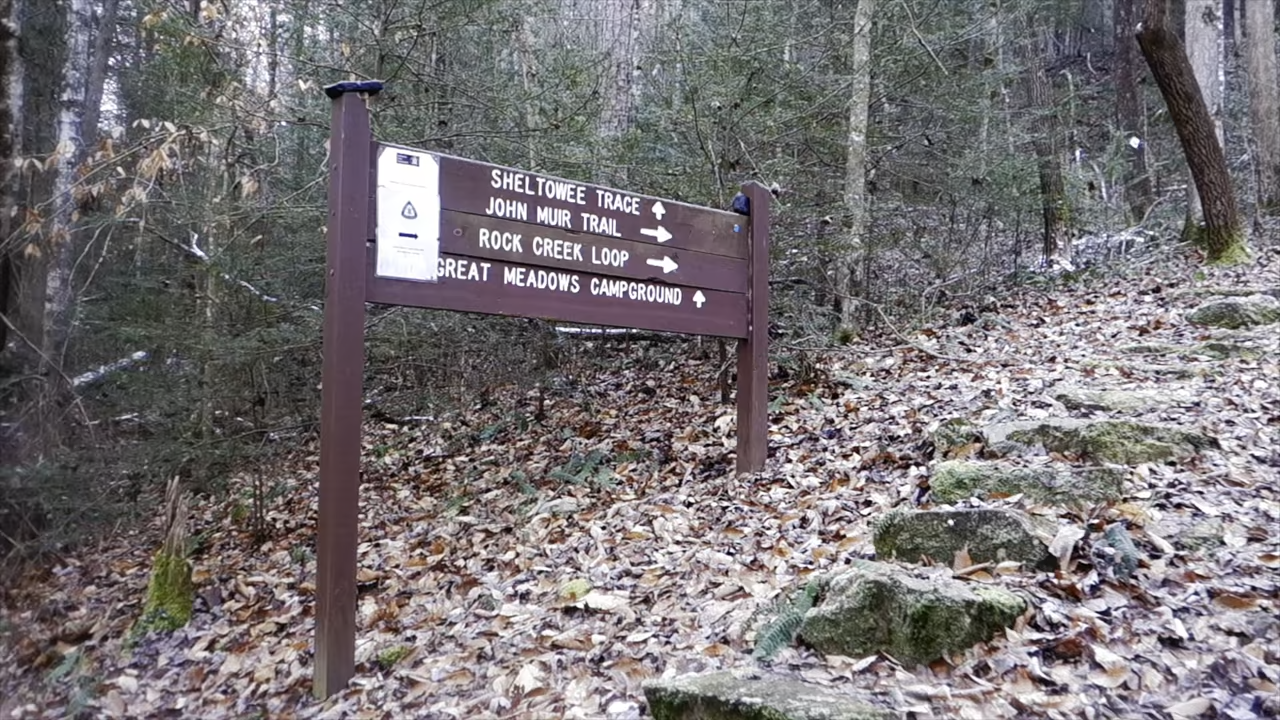 SHELTOWEE TRACE
JOHN MUIR TRAIL
ROCK CREEK LOOP
GREAT MEADOWS CAMPGROUND